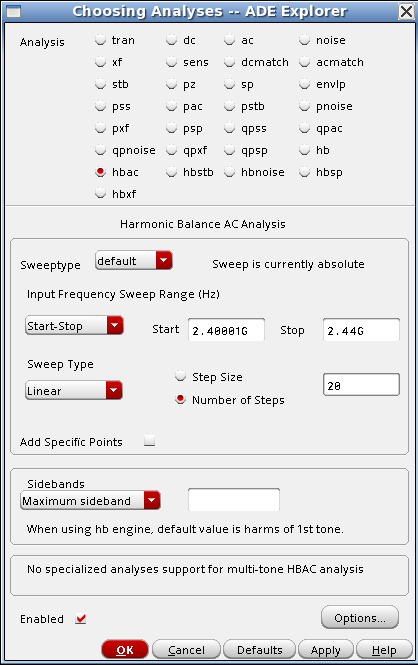 Choosing Analyses -- ADE Explorer
Analysis tran dc ac noise
xf sens dcmatch acmatch
stb pz sp envlp
pss pac pstb pnoise
pxf psp qpss qpac
qpnoise qpxf qpsp hb
hbac hbstb hbnoise hbsp
hbxf
Harmonic Balance AC Analysis
Sweeptype default Sweep is currently absolute
Input Frequency Sweep Range (Hz)
Start-Stop Start 2.40001G Stop 2.44G
Sweep Type
Linear
Step Size
Number of Steps
20
Add Specific Points
Sidebands
Maximum sideband
When using hb engine, default value is harms of 1st tone.
No specialized analyses support for multi-tone HBAC analysis
Enabled Options...
OK Cancel Defaults Apply Help